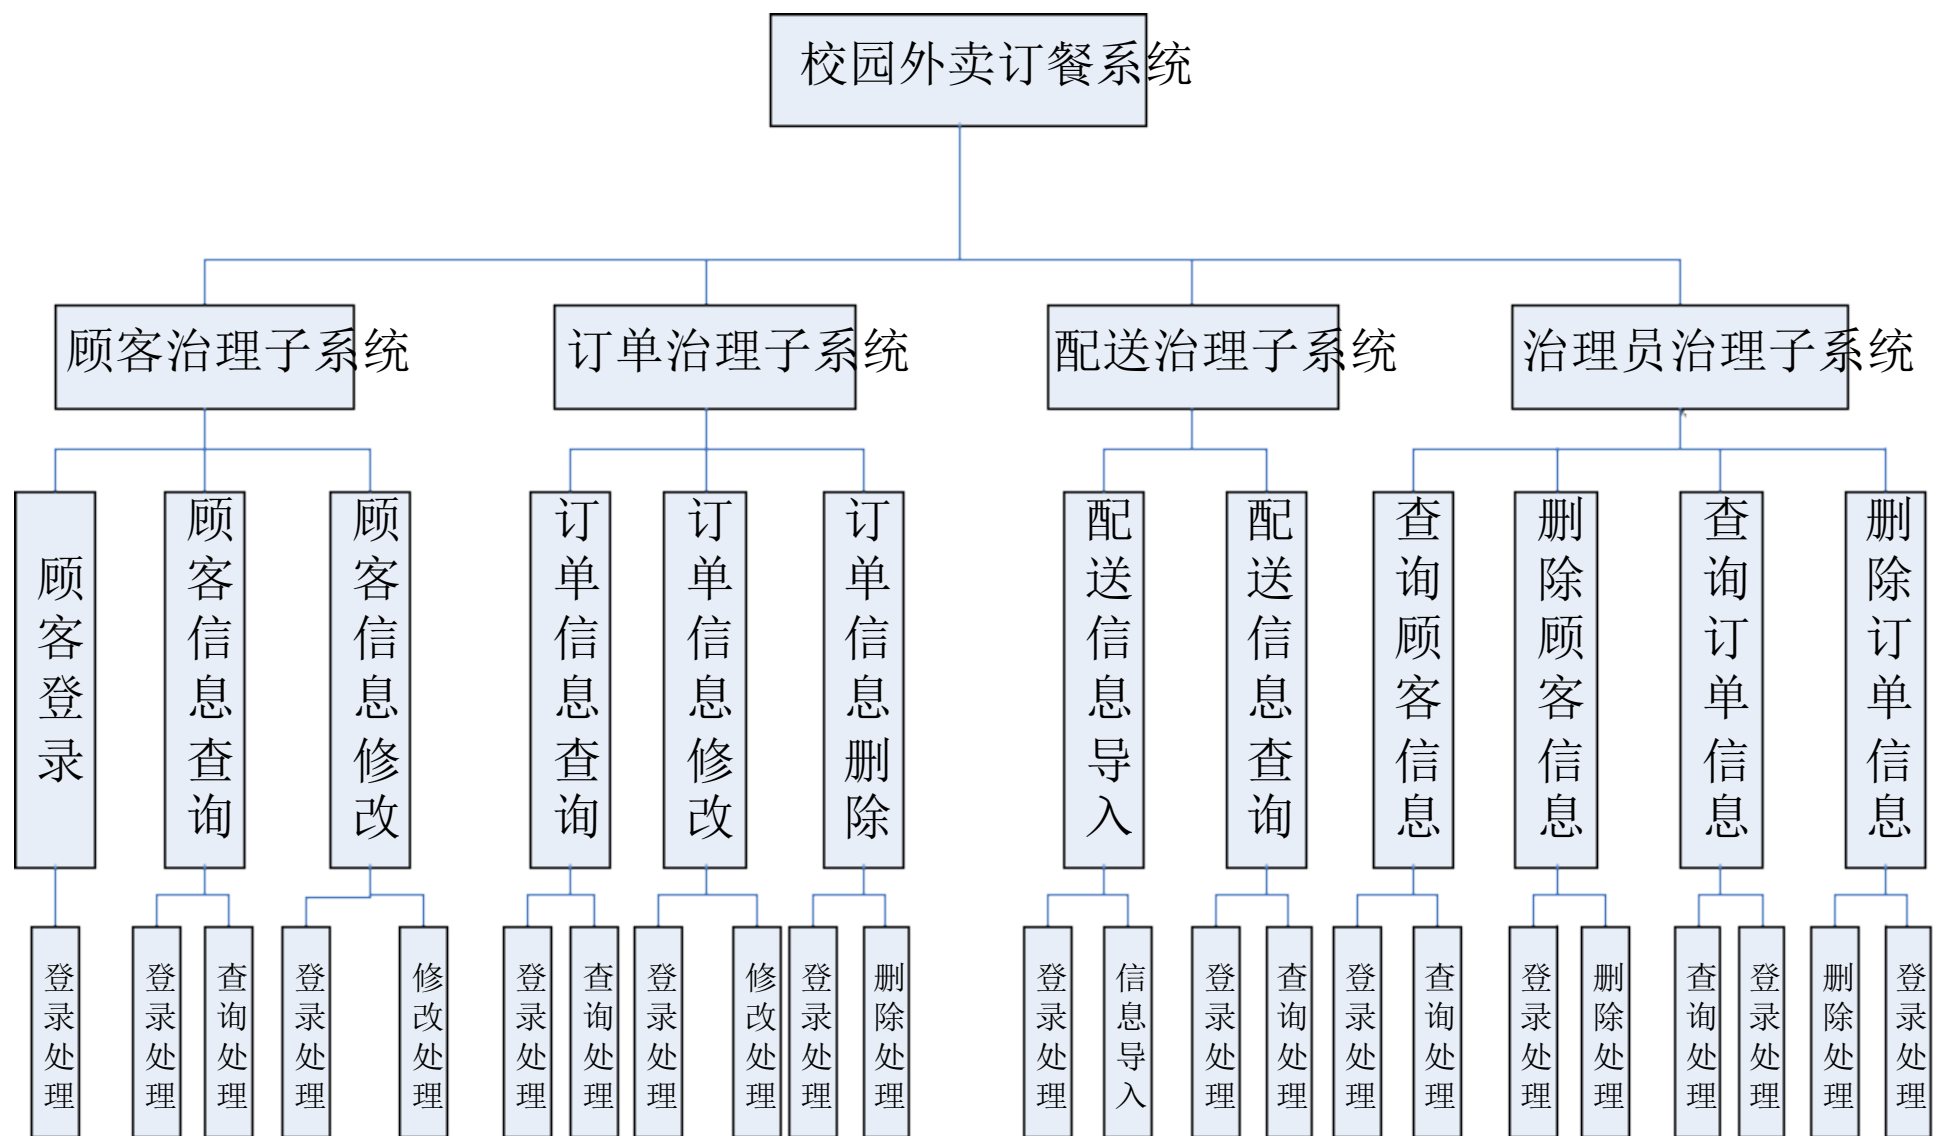 校园外卖订餐系统
顾客治理子系统
订单治理子系统
配送治理子系统
治理员治理子系统
顾客登录
顾客信息查询
顾客信息修改
订单信息查询
订单信息修改
订单信息删除
配送信息导入
配送信息查询
查询顾客信息
删除顾客信息
查询订单信息
删除订单信息
登录处理
登录处理
查询处理
登录处理
修改处理
登录处理
查询处理
登录处理
修改处理
登录处理
删除处理
登录处理
信息导入
登录处理
查询处理
登录处理
查询处理
登录处理
删除处理
查询处理
登录处理
删除处理
登录处理